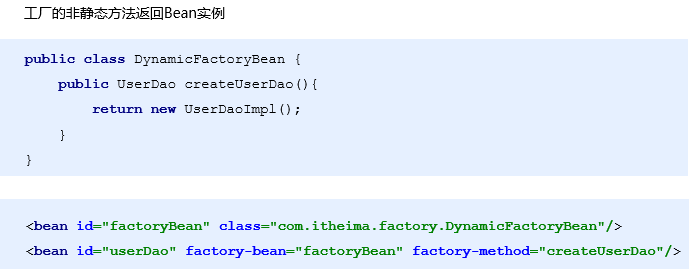 工厂的非静态方法返回Bean实例
public class DynamicFactoryBean {
    public UserDao createUserDao(){
        return new UserDaoImpl();
    }
}
<bean id="factoryBean" class="com.itheima.factory.DynamicFactoryBean"/>
<bean id="userDao" factory-bean="factoryBean" factory-method="createUserDao"/>